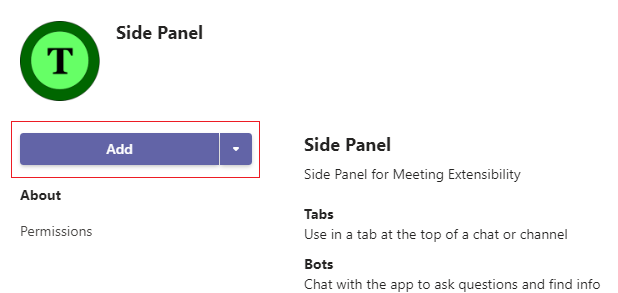 T
Side Panel
Add
About
Permissions
Side Panel
Side Panel for Meeting Extensibility
Tabs
Use in a tab at the top of a chat or channel
Bots
Chat with the app to ask questions and find info